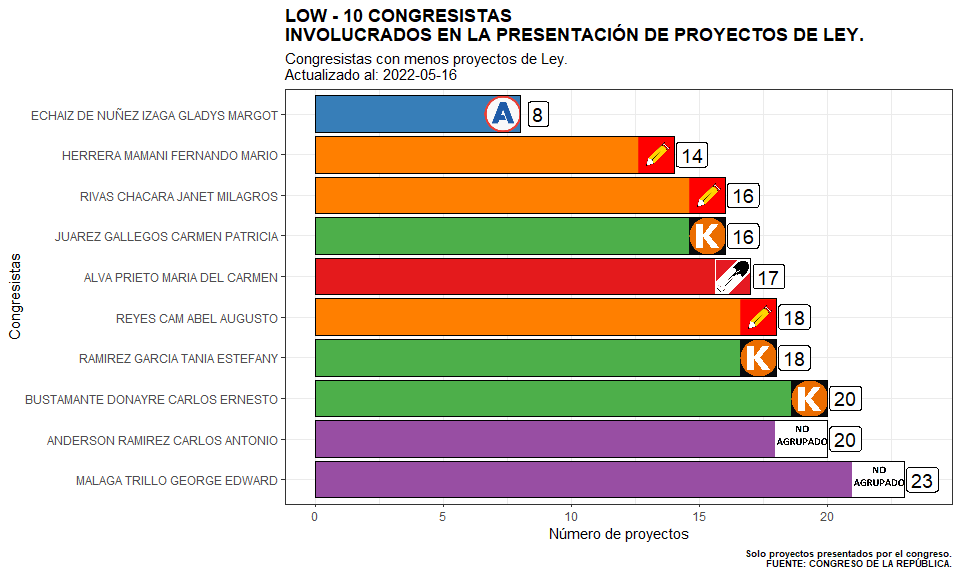 LOW - 10 CONGRESISTAS
INVOLUCRADOS EN LA PRESENTACIÓN DE PROYECTOS DE LEY.
Congresistas con menos proyectos de Ley.
Actualizado al: 2022-05-16
Congresistas
ECHAIZ DE NUÑEZ IZAGA GLADYS MARGOT A 8
HERRERA MAMANI FERNANDO MARIO 14
RIVAS CHACARA JANET MILAGROS 16
JUAREZ GALLEGOS CARMEN PATRICIA K 16
ALVA PRIETO MARIA DEL CARMEN 17
REYES CAM ABEL AUGUSTO 18
RAMIREZ GARCIA TANIA ESTEFANY K 18
BUSTAMANTE DONAYRE CARLOS ERNESTO K 20
ANDERSON RAMIREZ CARLOS ANTONIO NO AGRUPADO 20
MALAGA TRILLO GEORGE EDWARD NO AGRUPADO 23
0 5 10 15 20
Número de proyectos
Solo proyectos presentados por el congreso.
FUENTE: CONGRESO DE LA REPÚBLICA.